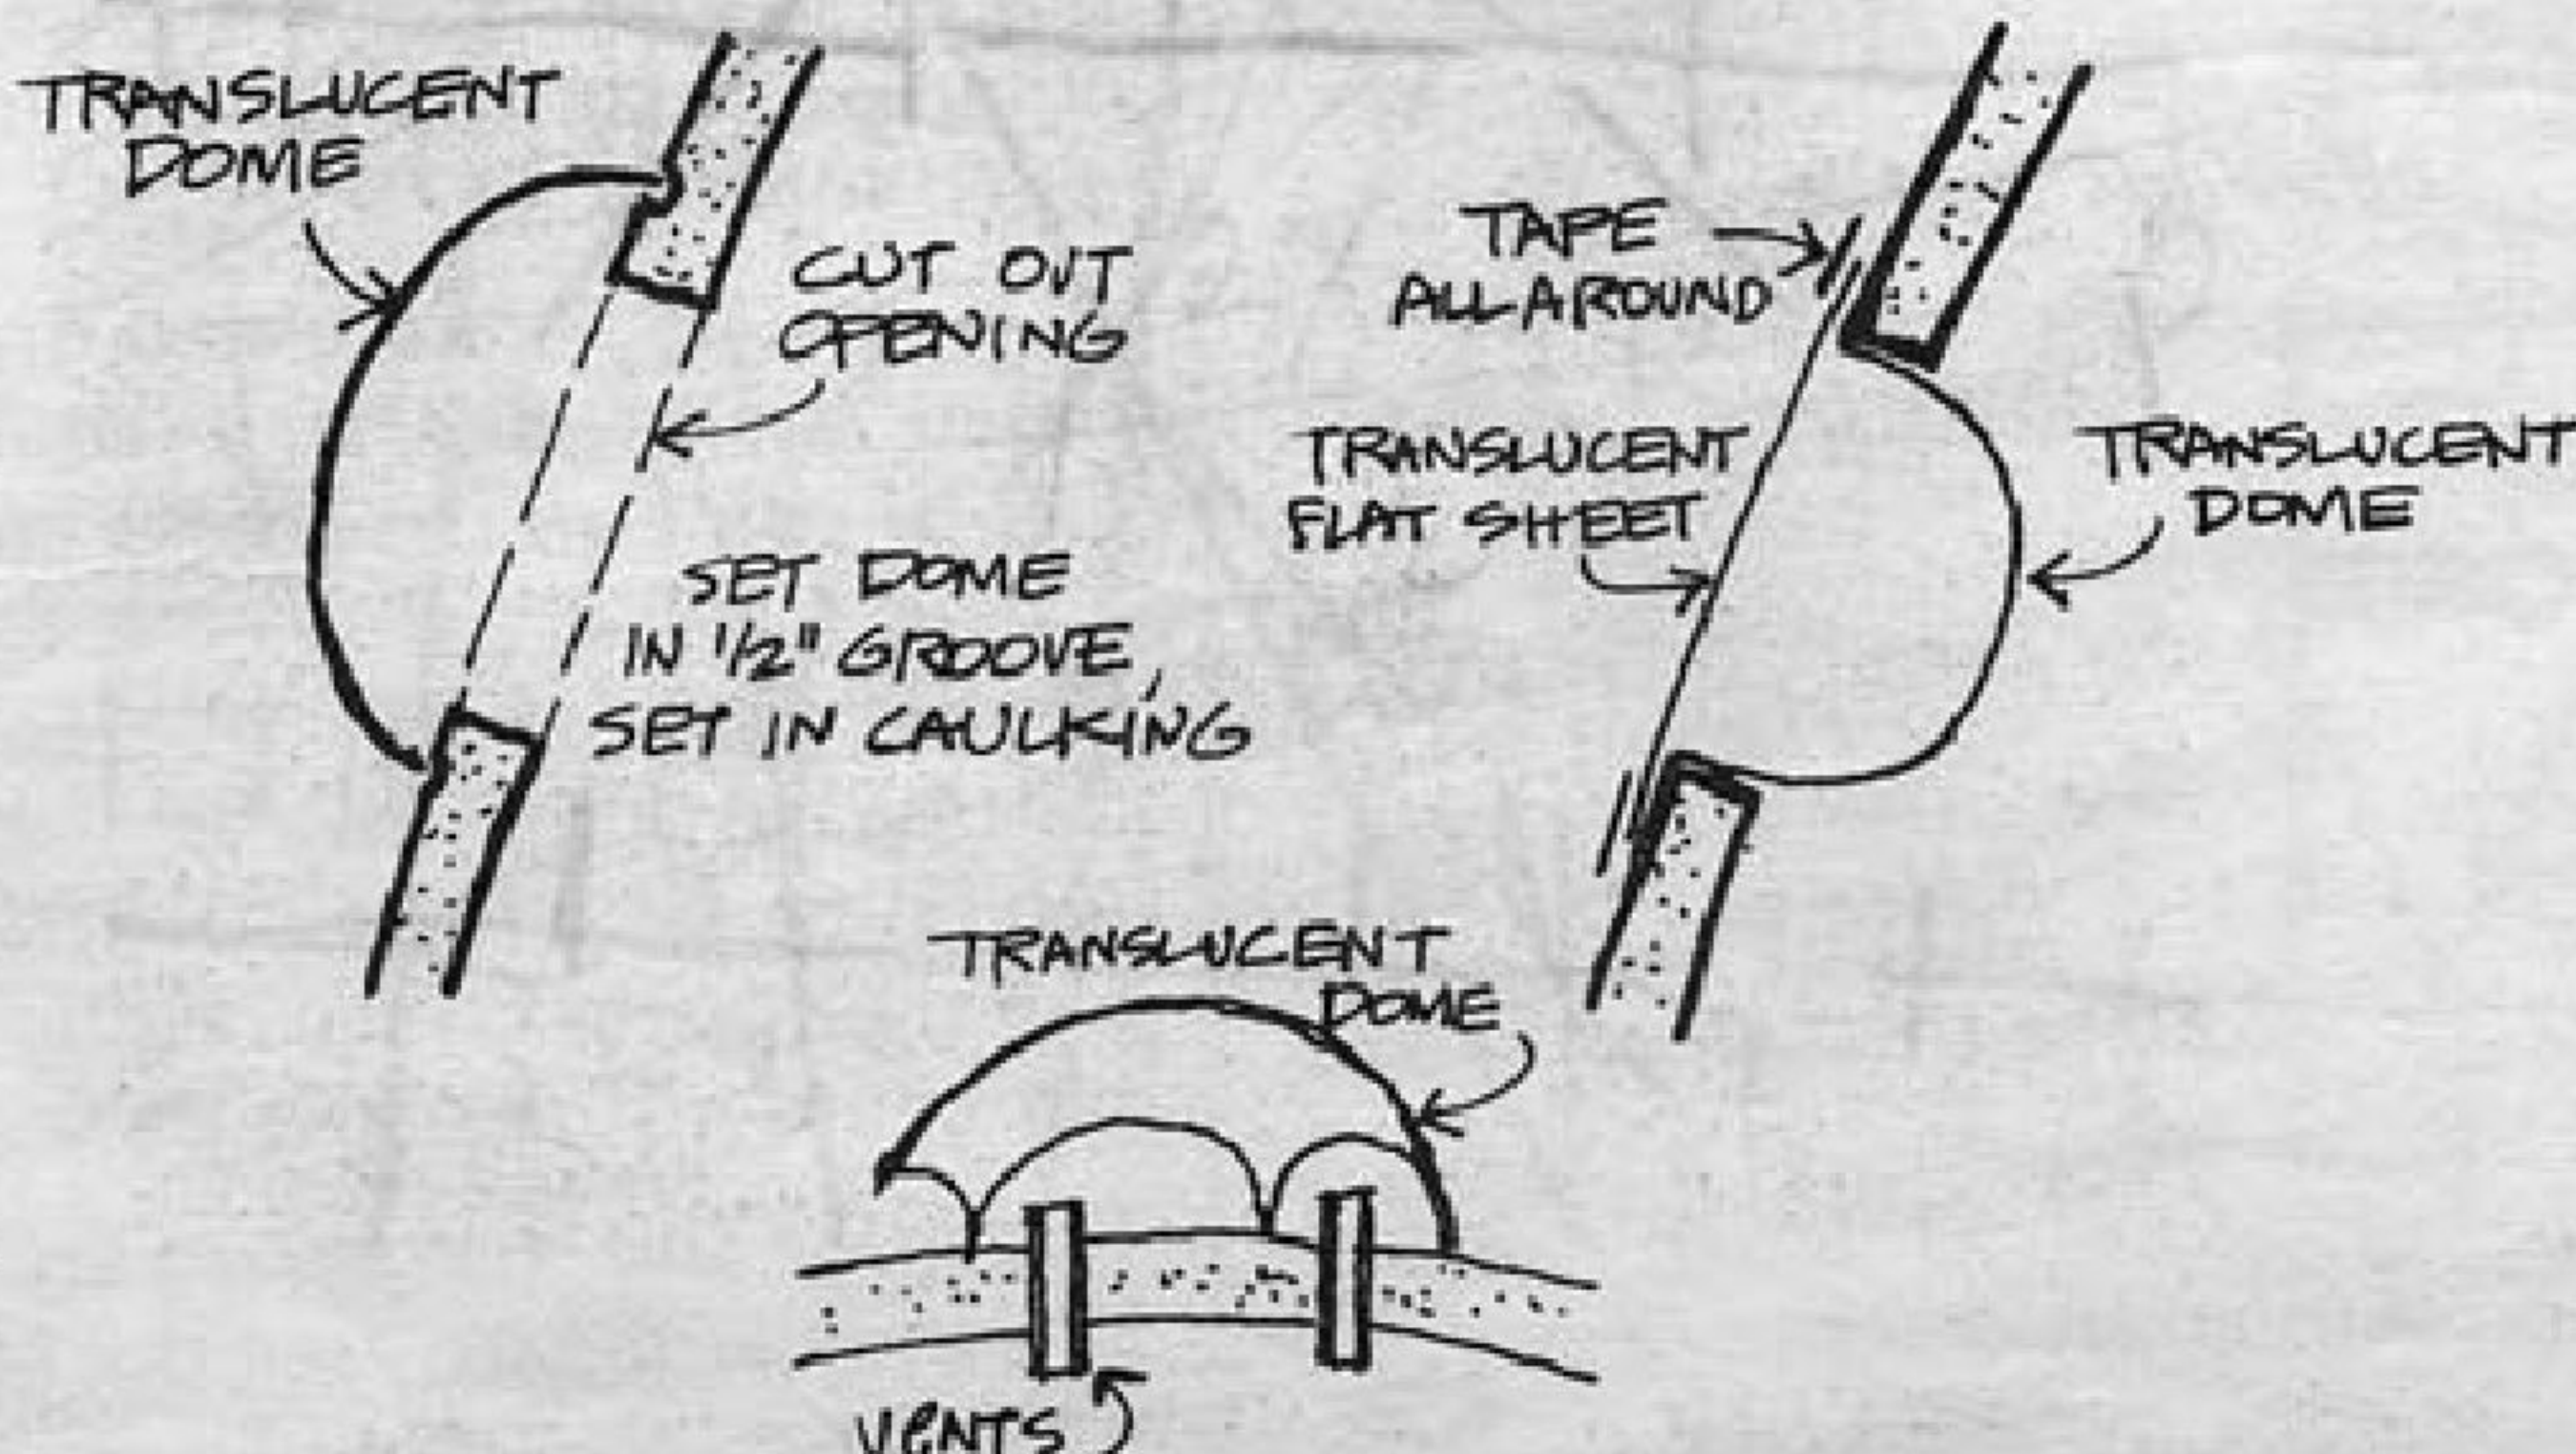 TRANSLUCENT
DOME
CUT OUT
OPENING
SET DOME
IN 1/2" GROOVE,
SET IN CAULKING
TAPE
ALL AROUND
TRANSLUCENT
FLAT SHEET
TRANSLUCENT
DOME
TRANSLUCENT
DOME
VENTS